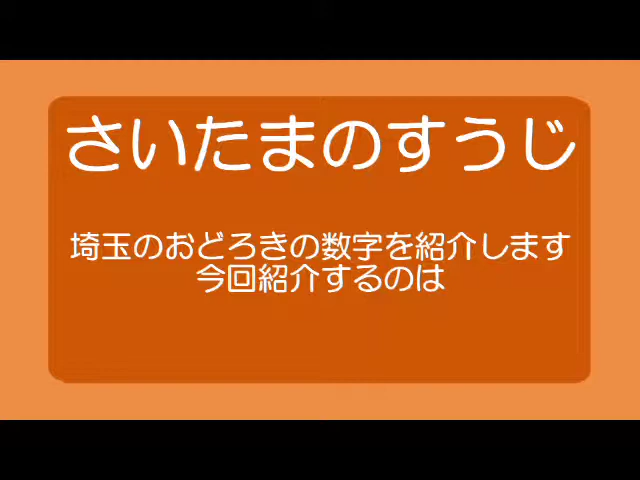 さいたまのすうじ
埼玉のおどろきの数字を紹介します
今回紹介するのは